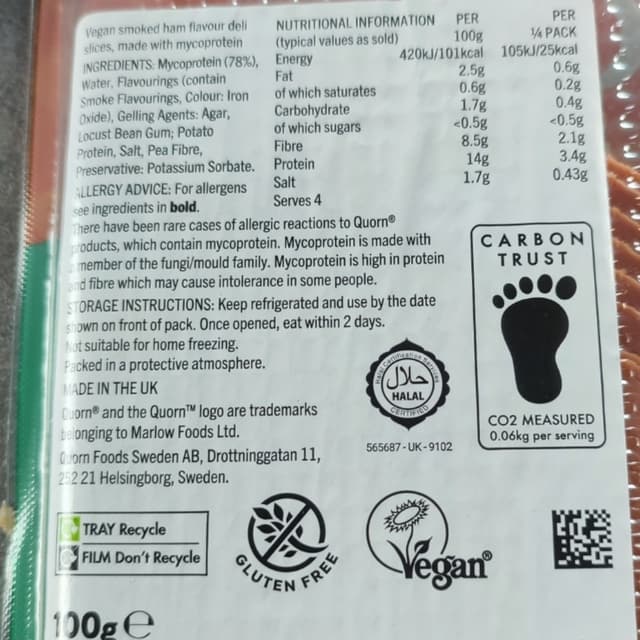 Vegan smoked ham flavour deli
slices, made with mycoprotein
INGREDIENTS: Mycoprotein (78%),
Water, Flavourings (contain
Smoke Flavourings, Colour: Iron
Oxide), Gelling Agents: Agar,
Locust Bean Gum; Potato
Protein, Salt, Pea Fibre,
Preservative: Potassium Sorbate.
ALLERGY ADVICE: For allergens
see ingredients in bold.
NUTRITIONAL INFORMATION PER PER
(typical values as sold) 100g ¼ PACK
Energy 420kJ/101kcal 105kJ/25kcal
Fat 2.5g 0.6g
of which saturates 0.6g 0.2g
Carbohydrate 1.7g 0.4g
of which sugars <0.5g <0.5g
Fibre 8.5g 2.1g
Protein 14g 3.4g
Salt 1.7g 0.43g
Serves 4
There have been rare cases of allergic reactions to Quorn®
products, which contain mycoprotein. Mycoprotein is made with
a member of the fungi/mould family. Mycoprotein is high in protein
and fibre which may cause intolerance in some people.
STORAGE INSTRUCTIONS: Keep refrigerated and use by the date
shown on front of pack. Once opened, eat within 2 days.
Not suitable for home freezing.
Packed in a protective atmosphere.
MADE IN THE UK
Quorn® and the Quorn™ logo are trademarks
belonging to Marlow Foods Ltd.
Quorn Foods Sweden AB, Drottninggatan 11,
252 21 Helsingborg, Sweden.
CARBON
TRUST
CO2 MEASURED
0.06kg per serving
حلال
HALAL
CERTIFIED
565687-UK-9102
TRAY Recycle
FILM Don't Recycle
GLUTEN FREE
Vegan®
100g e